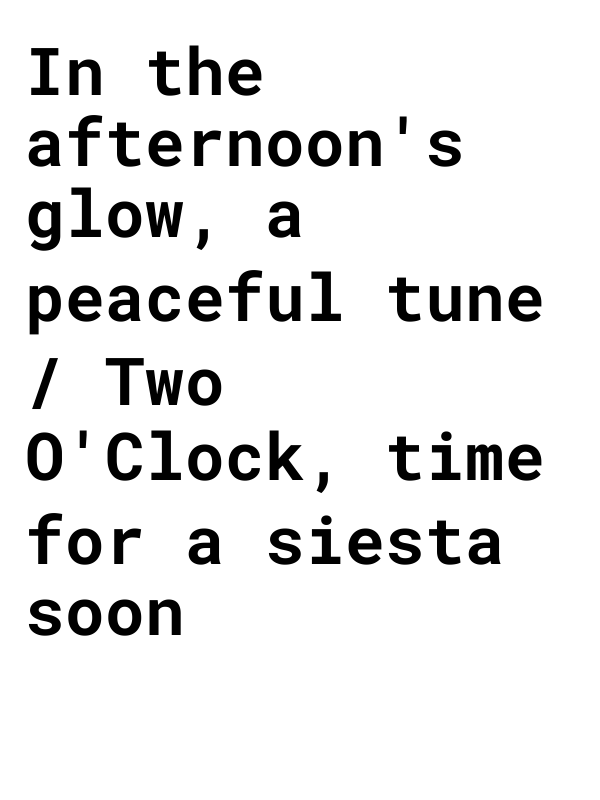 In the
afternoon's
glow, a
peaceful tune
/ Two
O'Clock, time
for a siesta
soon